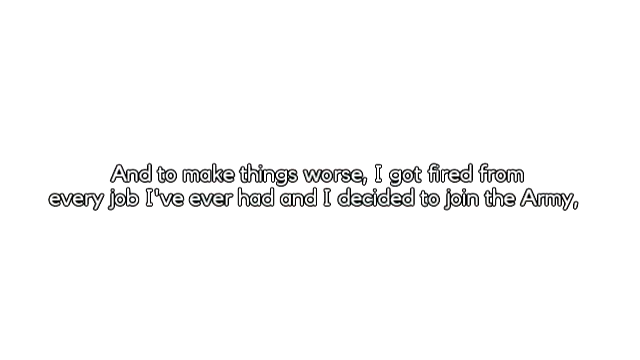 And to make things worse, I got fired from
every job I've ever had and I decided to join the Army,